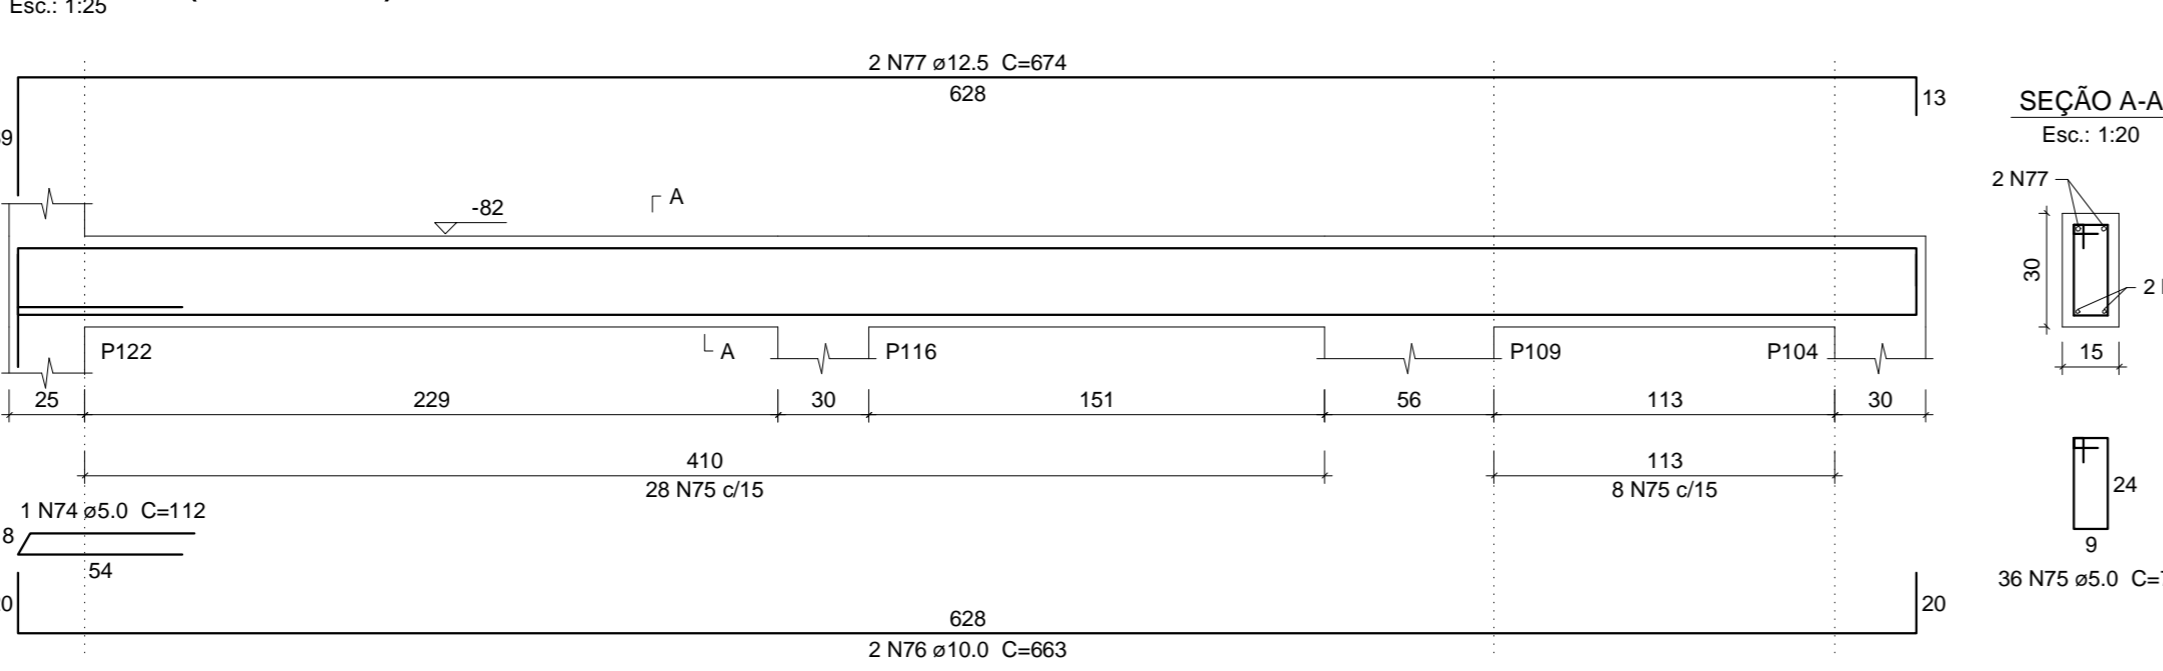 Esc.: 1:25
2 N77 ø12.5 C=674
628
13
SEÇÃO A-A
Esc.: 1:20
9
2 N77
-82
A
30
2
P122
A
P116
P109
P104
15
25
229
30
151
56
113
30
410
28 N75 c/15
113
8 N75 c/15
24
9
36 N75 ø5.0 C=
1 N74 ø5.0 C=112
8
54
0
628
20
2 N76 ø10.0 C=663